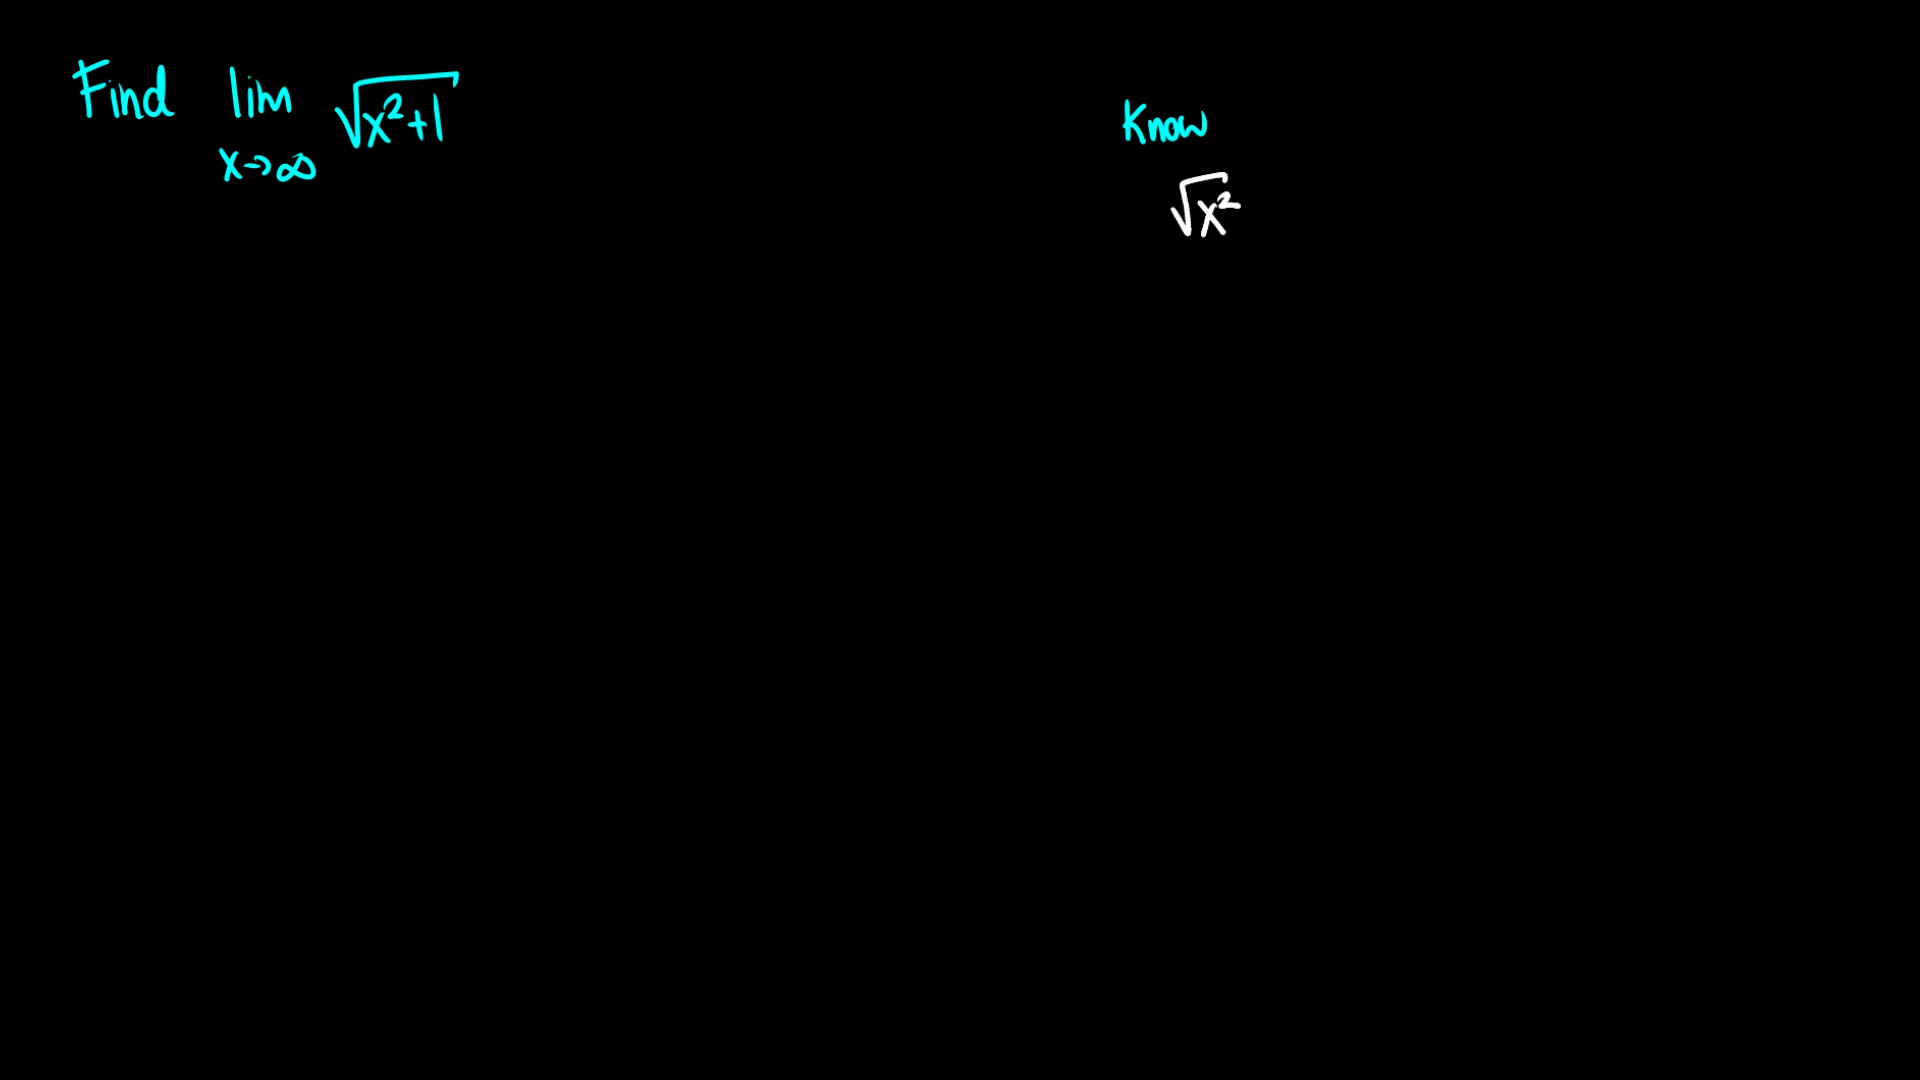 Find lim √x²+1
x→∞
Know
√x²